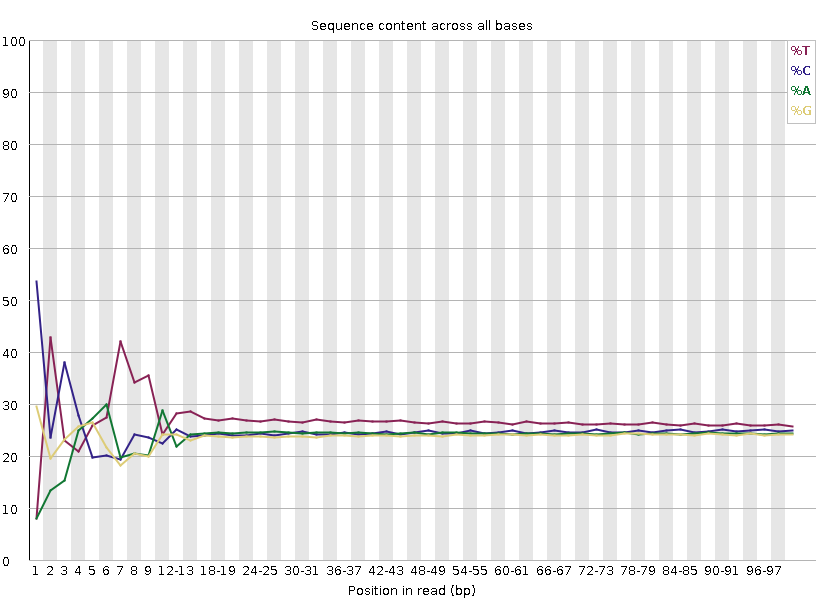 Sequence content across all bases
100
90
80
70
60
50
40
30
20
10
0
%T
%C
%A
%G
1 2 3 4 5 6 7 8 9 12-13 18-19 24-25 30-31 36-37 42-43 48-49 54-55 60-61 66-67 72-73 78-79 84-85 90-91 96-97
Position in read (bp)